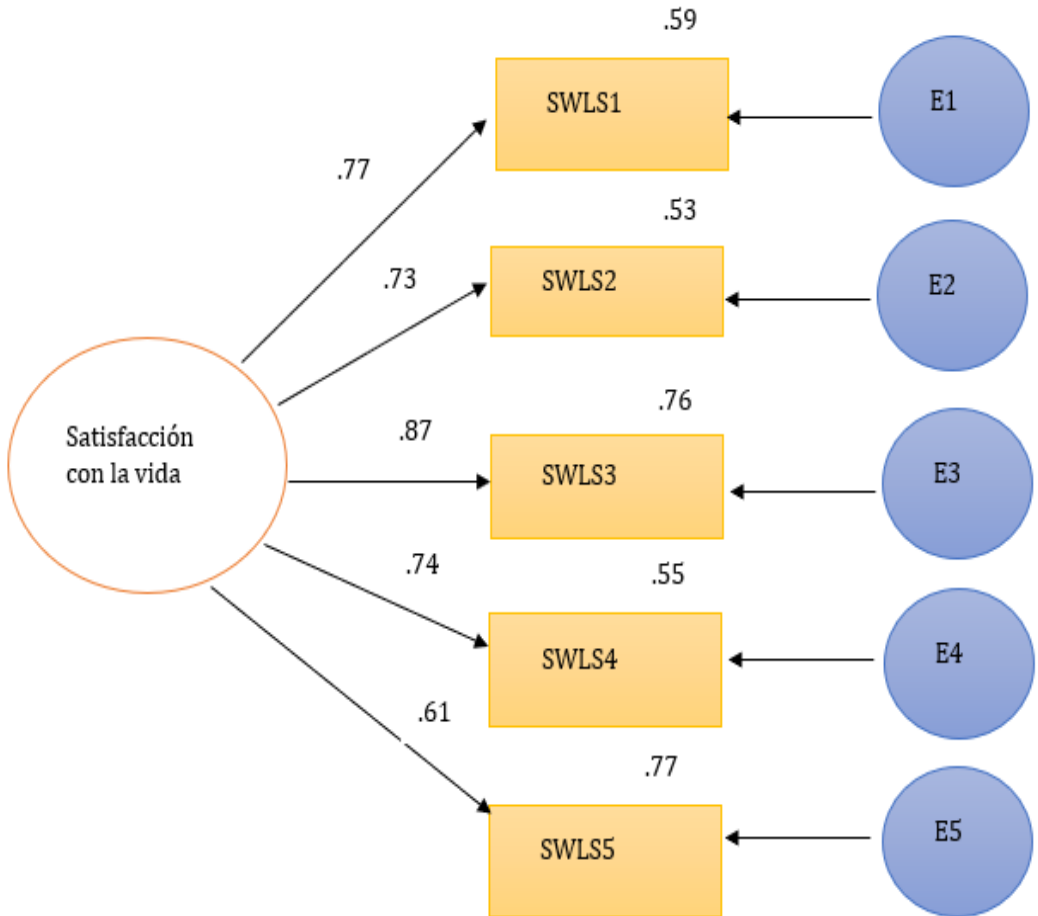 .59
SWLS1
E1
.77
.53
.73
SWLS2
E2
.76
.87
Satisfacción
con la vida
SWLS3
E3
.74
.55
SWLS4
E4
.61
.77
SWLS5
E5